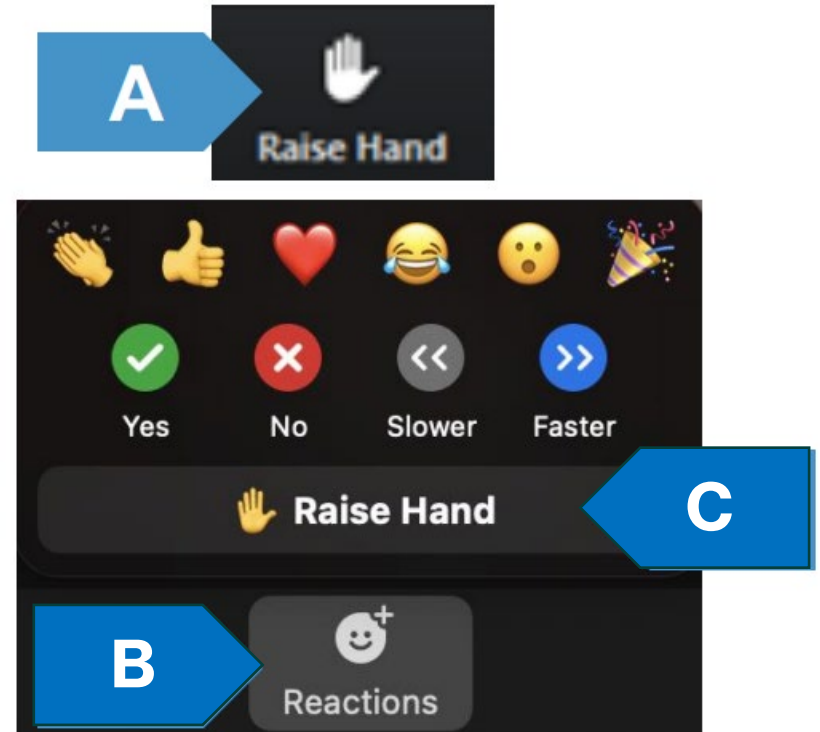 A
Raise Hand
Yes No Slower Faster
Raise Hand
C
B
Reactions